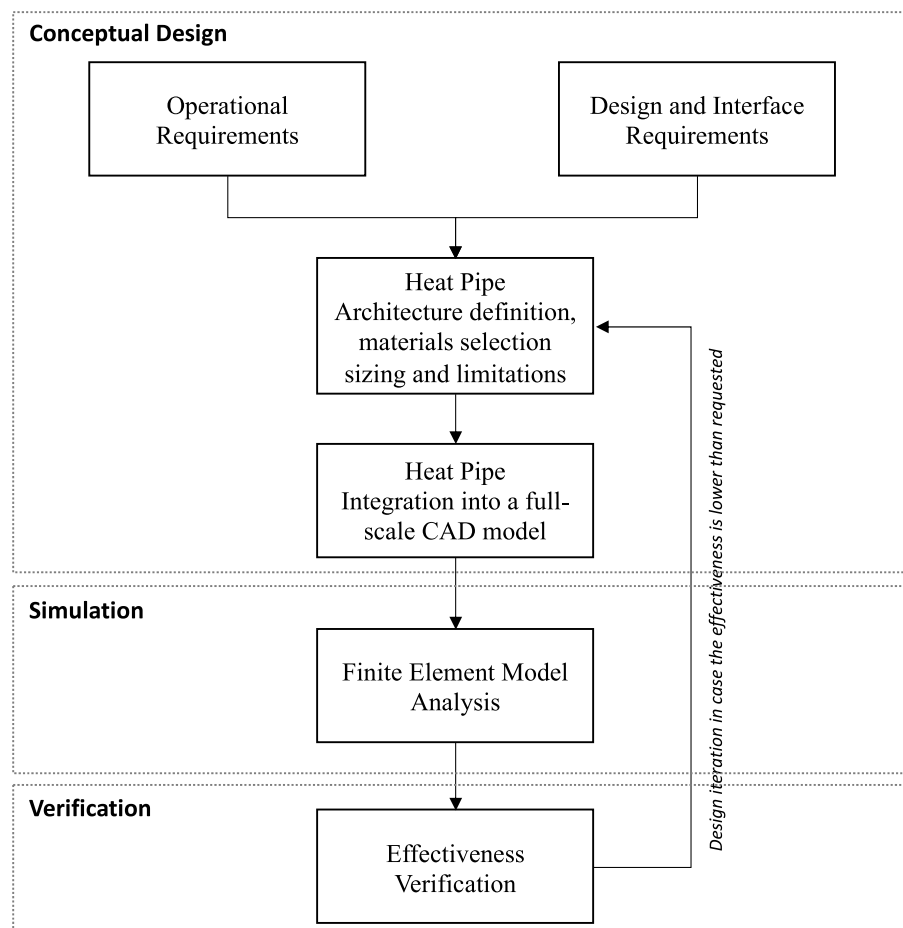 Conceptual Design
Operational
Requirements
Design and Interface
Requirements
Heat Pipe
Architecture definition,
materials selection
sizing and limitations
Heat Pipe
Integration into a full-
scale CAD model
Design iteration in case the effectiveness is lower than requested
Simulation
Finite Element Model
Analysis
Verification
Effectiveness
Verification